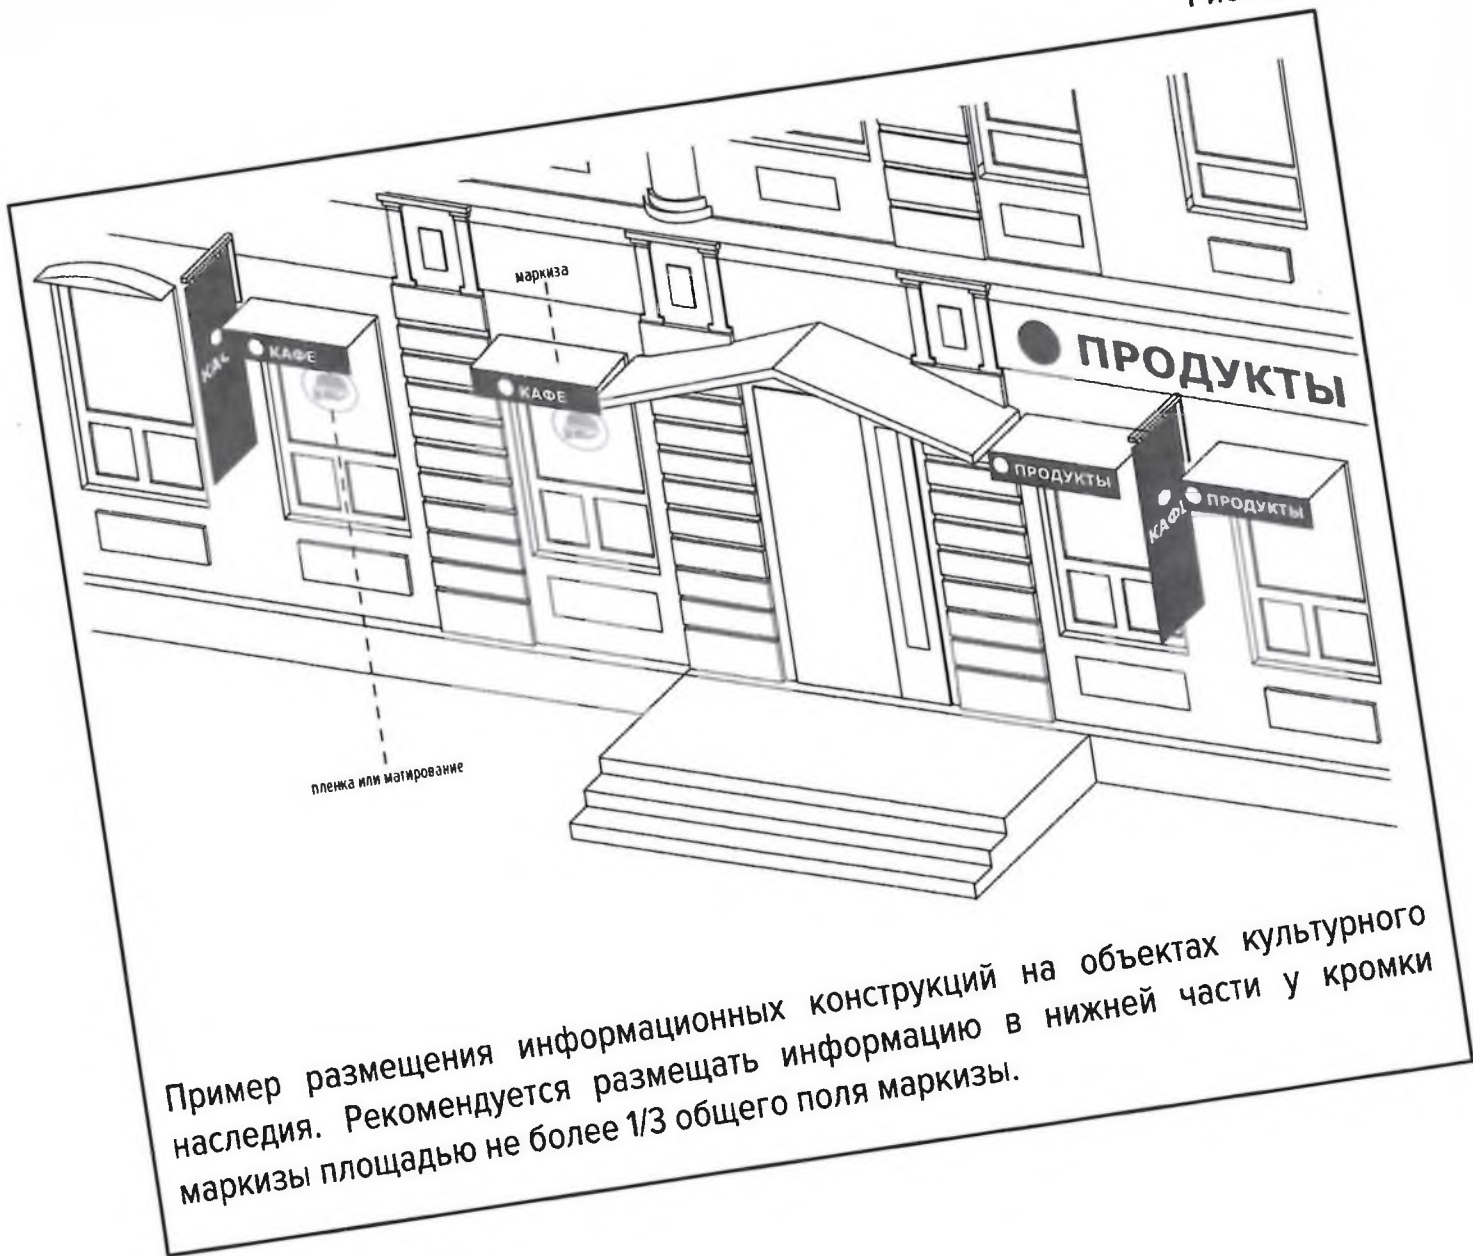 маркиза
ПРОДУКТЫ
КАФЕ
КАФЕ
ПРОДУКТЫ
ПРОДУКТЫ
пленка или матирование
Пример размещения информационных конструкций на объектах культурного
наследия. Рекомендуется размещать информацию в нижней части у кромки
маркизы площадью не более 1/3 общего поля маркизы.